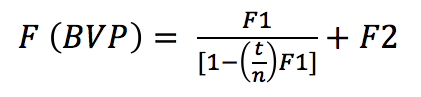 F (BVP) = F1 / [1−(t/n)F1] + F2